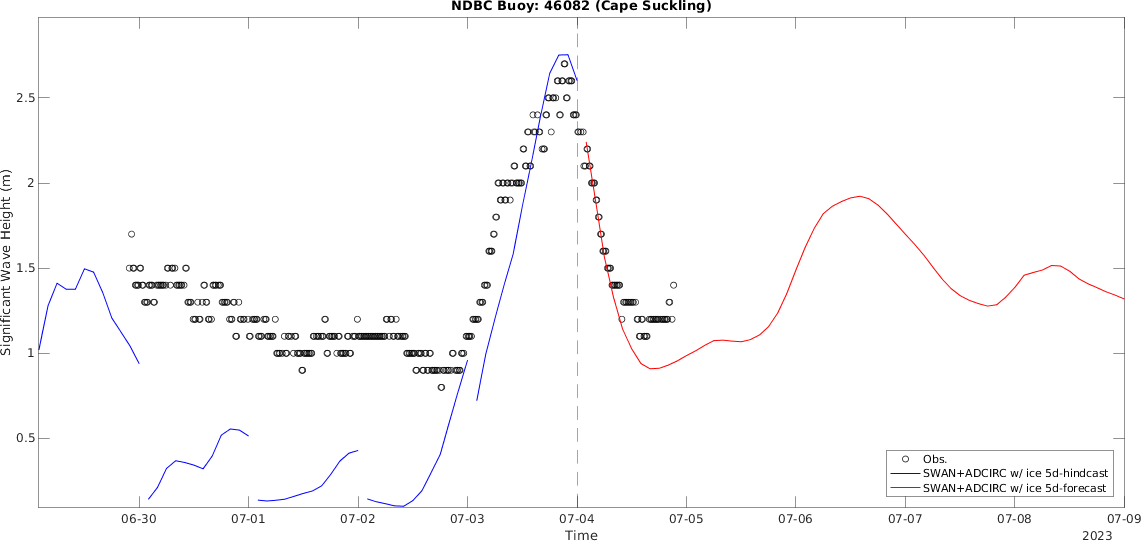 NDBC Buoy: 46082 (Cape Suckling)
Significant Wave Height (m)
2.5
2
1.5
1
0.5
Obs.
SWAN+ADCIRC w/ ice 5d-hindcast
SWAN+ADCIRC w/ ice 5d-forecast
06-30 07-01 07-02 07-03 07-04 07-05 07-06 07-07 07-08 07-09
Time
2023